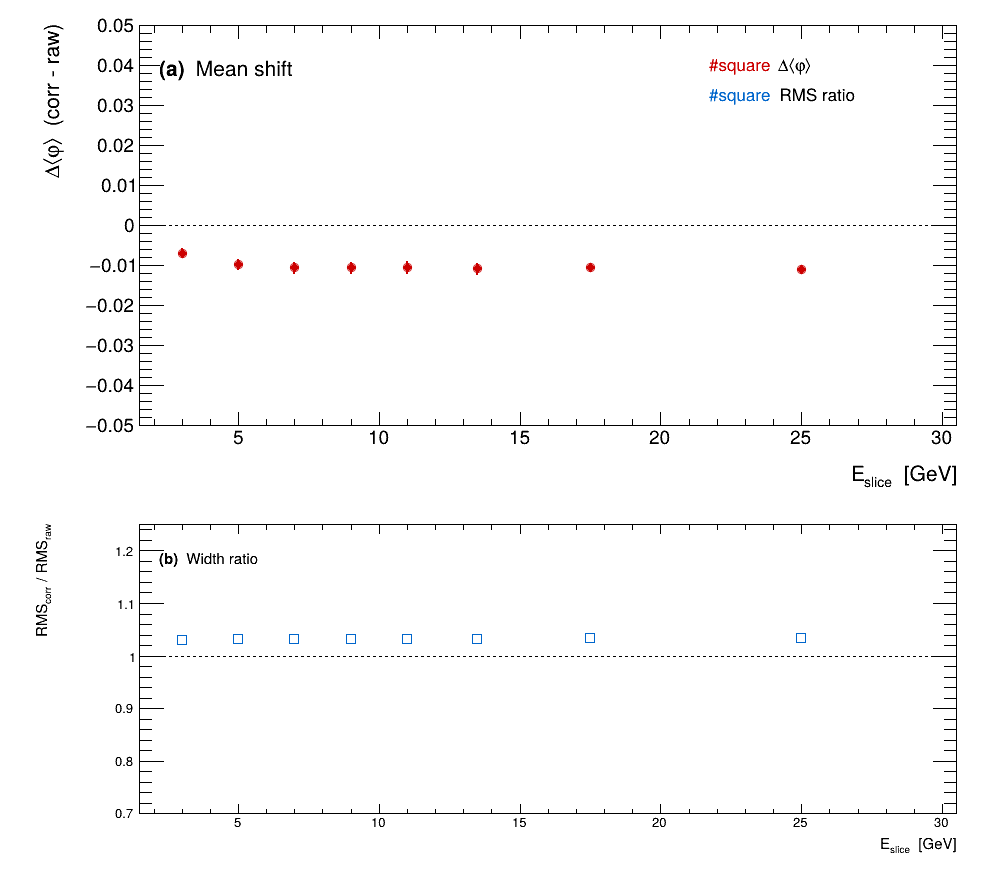 0.05
0.04
0.03
0.02
0.01
0
−0.01
−0.02
−0.03
−0.04
−0.05
Δ⟨φ⟩ (corr - raw)
(a) Mean shift
#square Δ⟨φ⟩
#square RMS ratio
5 10 15 20 25 30
E_slice [GeV]
1.2
1.1
1
0.9
0.8
0.7
RMS_corr / RMS_raw
(b) Width ratio
5 10 15 20 25 30
E_slice [GeV]